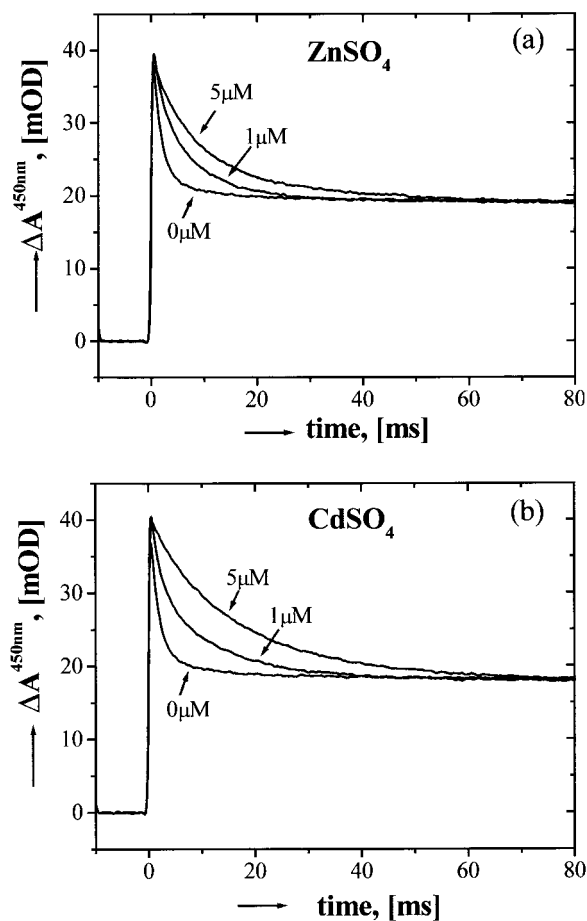 (a)
ZnSO₄
5μM
1μM
0μM
40
30
20
10
0
ΔA⁴⁵⁰ⁿᵐ, [mOD]
0 20 40 60 80
time, [ms]
(b)
CdSO₄
5μM
1μM
0μM
40
30
20
10
0
ΔA⁴⁵⁰ⁿᵐ, [mOD]
0 20 40 60 80
time, [ms]